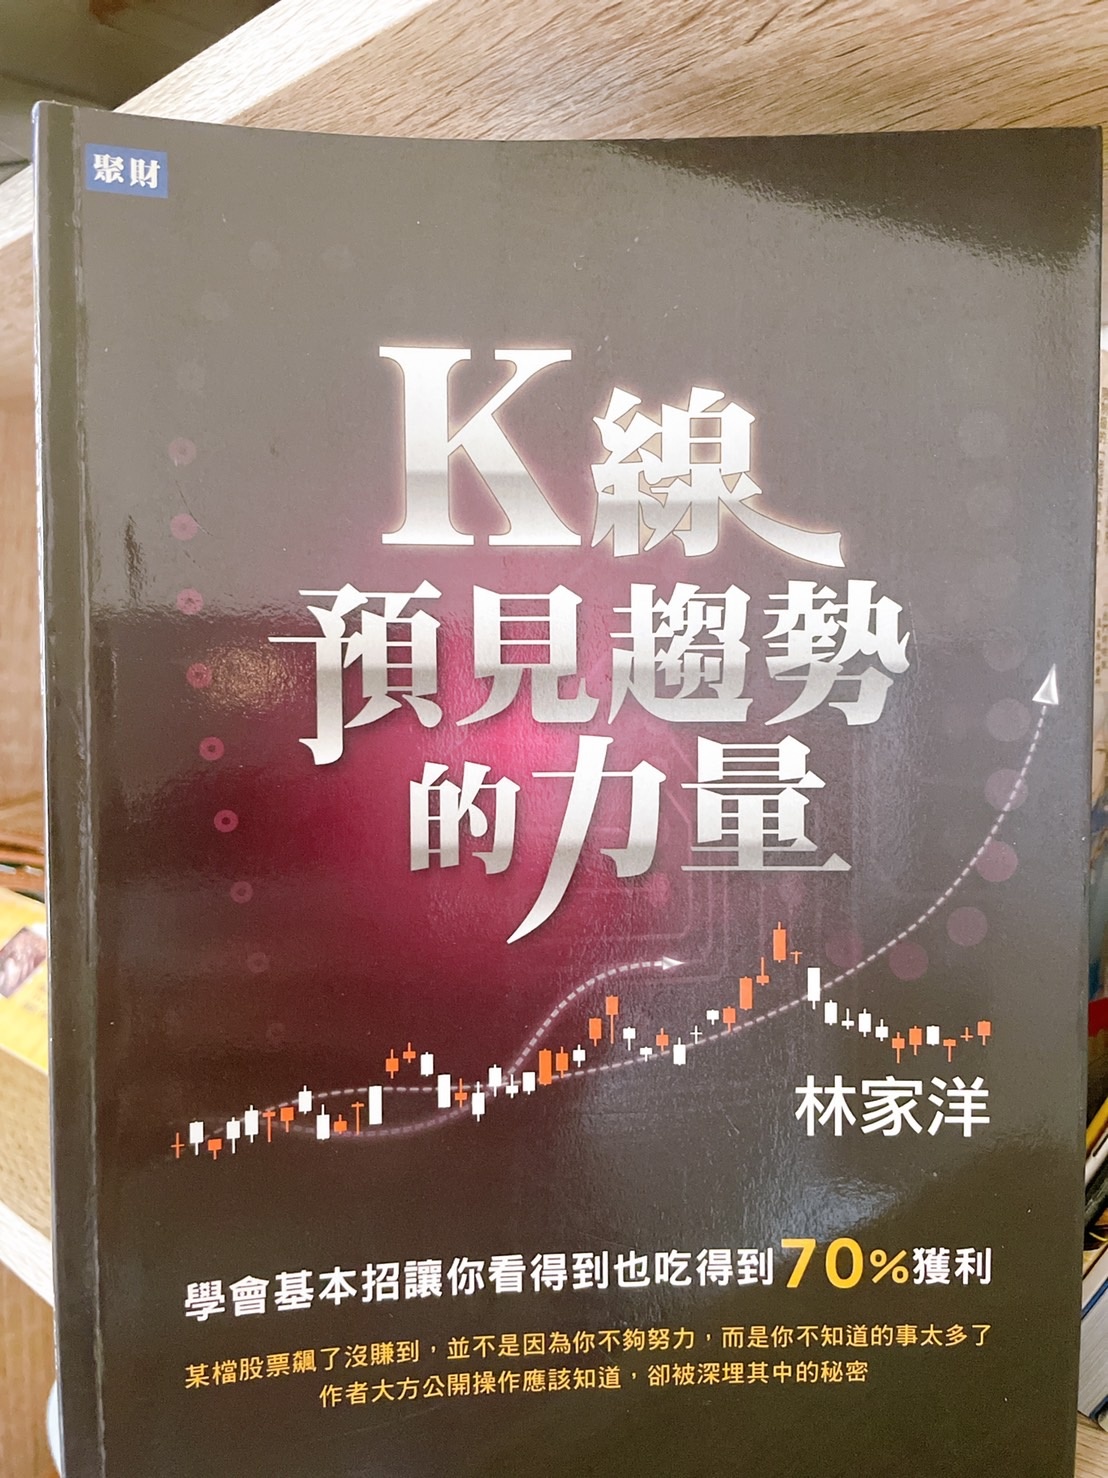 聚財
K線
預見趨勢
的力量
林家洋
學會基本招讓你看得到也吃得到70%獲利
某檔股票飆了沒賺到，並不是因為你不夠努力，而是你不知道的事太多了
作者大方公開操作應該知道，卻被深埋其中的秘密